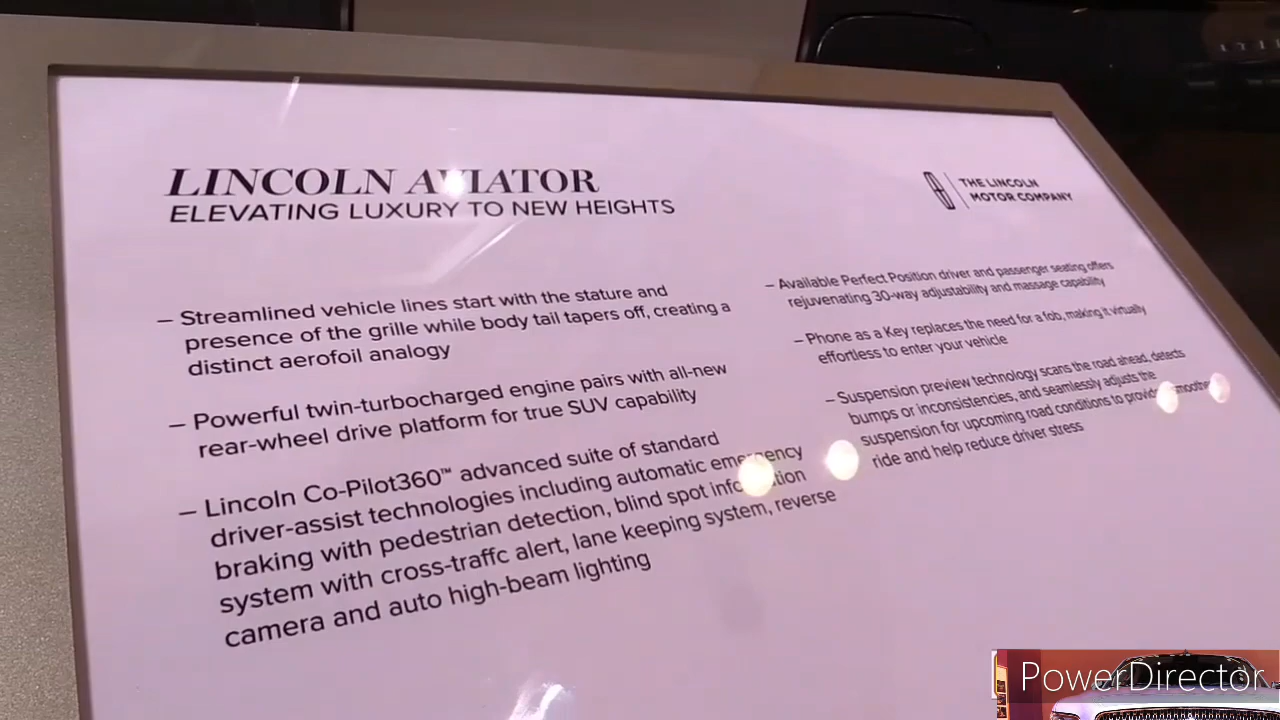 LINCOLN AVIATOR
ELEVATING LUXURY TO NEW HEIGHTS
THE LINCOLN
MOTOR COMPANY
– Streamlined vehicle lines start with the stature and
presence of the grille while body tail tapers off, creating a
distinct aerofoil analogy
– Powerful twin-turbocharged engine pairs with all-new
rear-wheel drive platform for true SUV capability
– Lincoln Co-Pilot360™ advanced suite of standard
driver-assist technologies including automatic emergency
braking with pedestrian detection, blind spot information
system with cross-traffc alert, lane keeping system, reverse
camera and auto high-beam lighting
– Available Perfect Position driver and passenger seating offers
rejuvenating 30-way adjustability and massage capability
– Phone as a Key replaces the need for a fob, making it virtually
effortless to enter your vehicle
– Suspension preview technology scans the road ahead, detects
bumps or inconsistencies, and seamlessly adjusts the
suspension for upcoming road conditions to provide smoother
ride and help reduce driver stress
PowerDirector